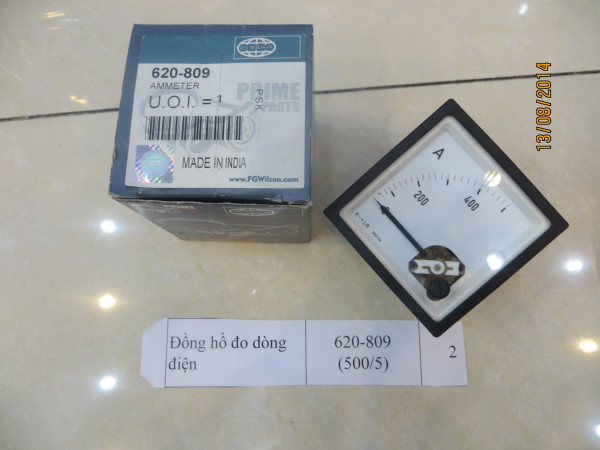 620-809
AMMETER
U.O.I. = 1
PSK
PRIME
PARTS
MADE IN INDIA
www.FGWilson.com
13/08/2014
A
200
400
Đồng hồ đo dòng
điện
620-809
(500/5)
2